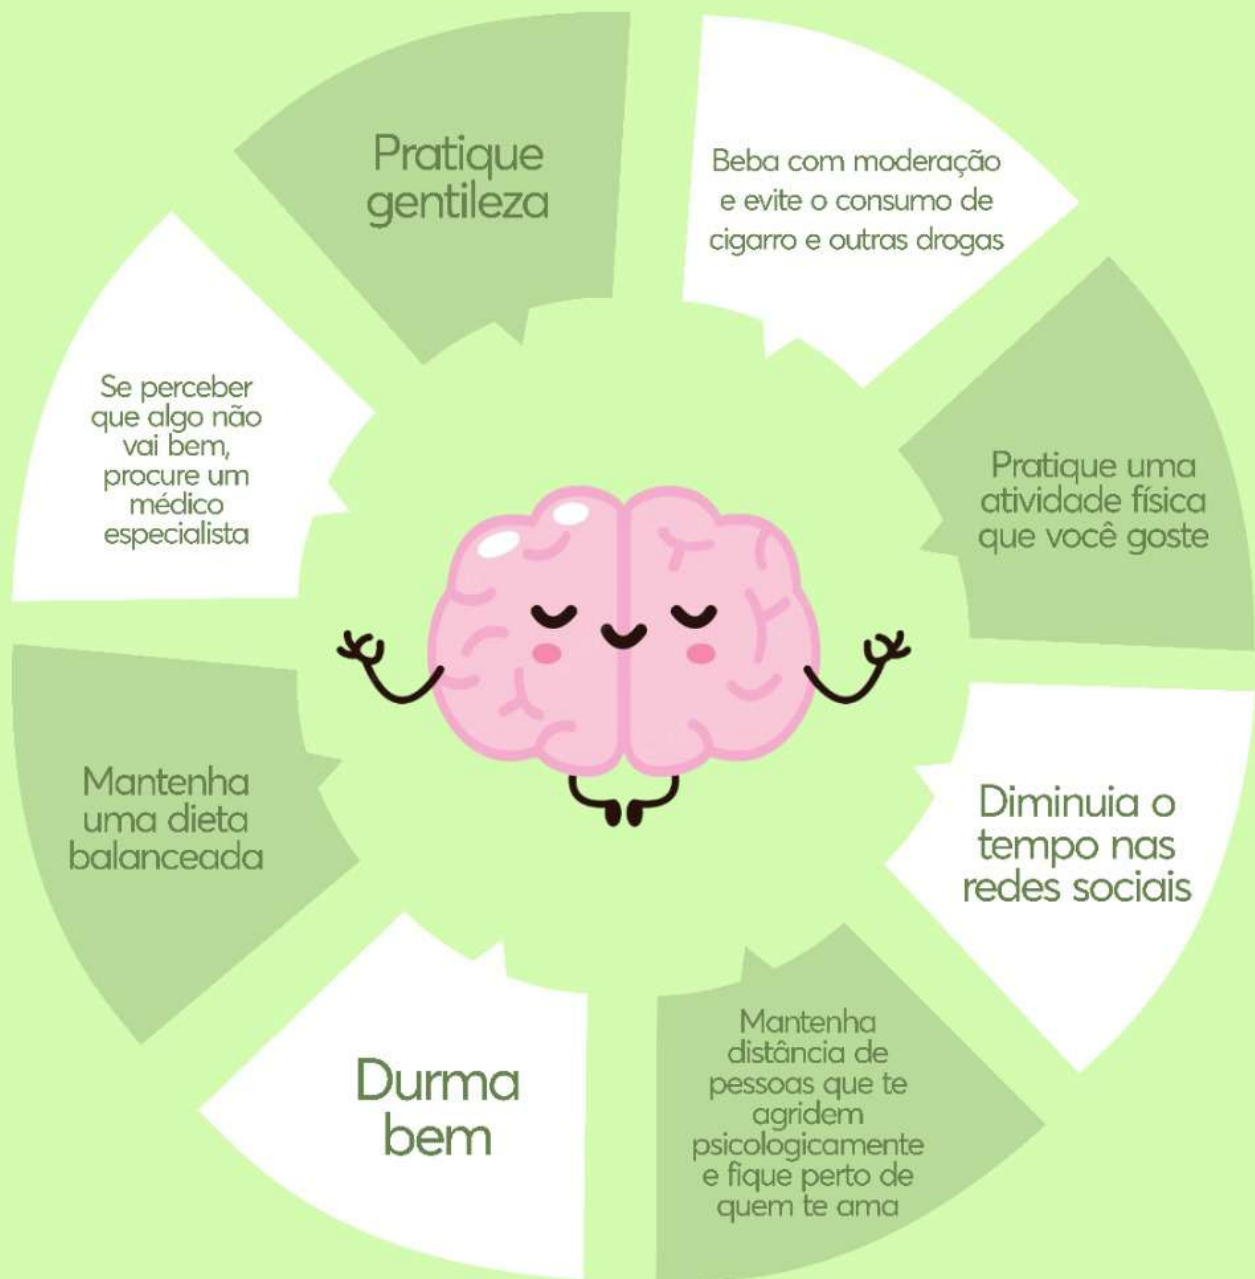 Pratique
gentileza
Beba com moderação
e evite o consumo de
cigarro e outras drogas
Pratique uma
atividade física
que você goste
Diminuia o
tempo nas
redes sociais
Mantenha
distância de
pessoas que te
agridem
psicologicamente
e fique perto de
quem te ama
Durma
bem
Mantenha
uma dieta
balanceada
Se perceber
que algo não
vai bem,
procure um
médico
especialista